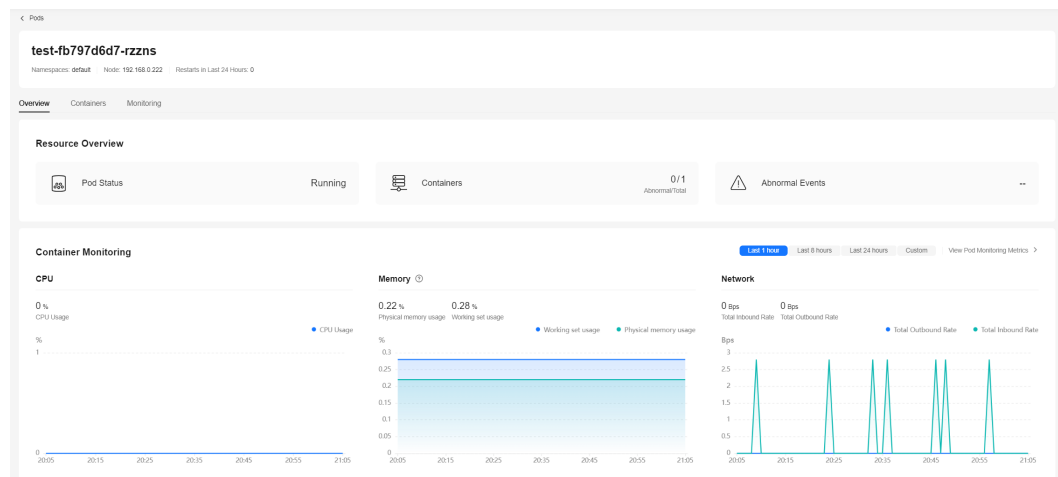 Pods
test-fb797d6d7-rzzns
Namespaces: default Node: 192.168.0.222 Restarts in Last 24 Hours: 0
Overview Containers Monitoring
Resource Overview
Pod Status Running
Containers 0/1
Abnormal/Total
Abnormal Events --
Container Monitoring
Last 1 hour Last 8 hours Last 24 hours Custom View Pod Monitoring Metrics
CPU
0 %
CPU Usage
CPU Usage
%
1
0
20:05 20:15 20:25 20:35 20:45 20:55 21:05
Memory
0.22 % 0.28 %
Physical memory usage Working set usage
Working set usage Physical memory usage
%
0.3
0.25
0.2
0.15
0.1
0.05
0
20:05 20:15 20:25 20:35 20:45 20:55 21:05
Network
0 Bps 0 Bps
Total Inbound Rate Total Outbound Rate
Total Outbound Rate Total Inbound Rate
Bps
3
2.5
2
1.5
1
0.5
0
20:05 20:15 20:25 20:35 20:45 20:55 21:05